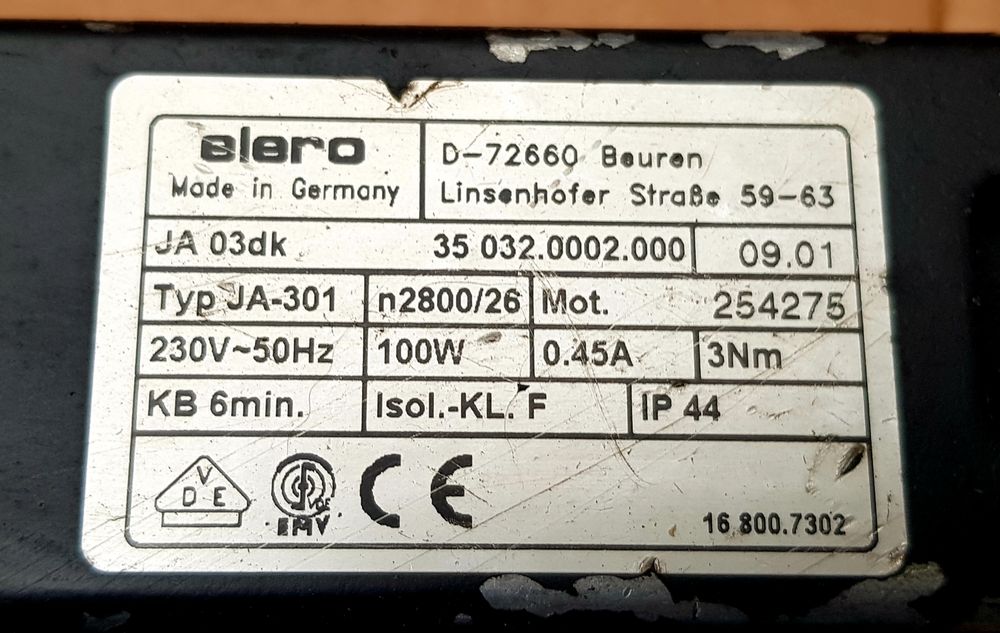 elero
Made in Germany
D-72660 Beuren
Linsenhofer Straße 59-63
JA 03dk 35 032.0002.000 09.01
Typ JA-301 n2800/26 Mot. 254275
230V~50Hz 100W 0.45A 3Nm
KB 6min. Isol.-KL. F IP 44
VDE
VDE
EMV
CE
16.800.7302